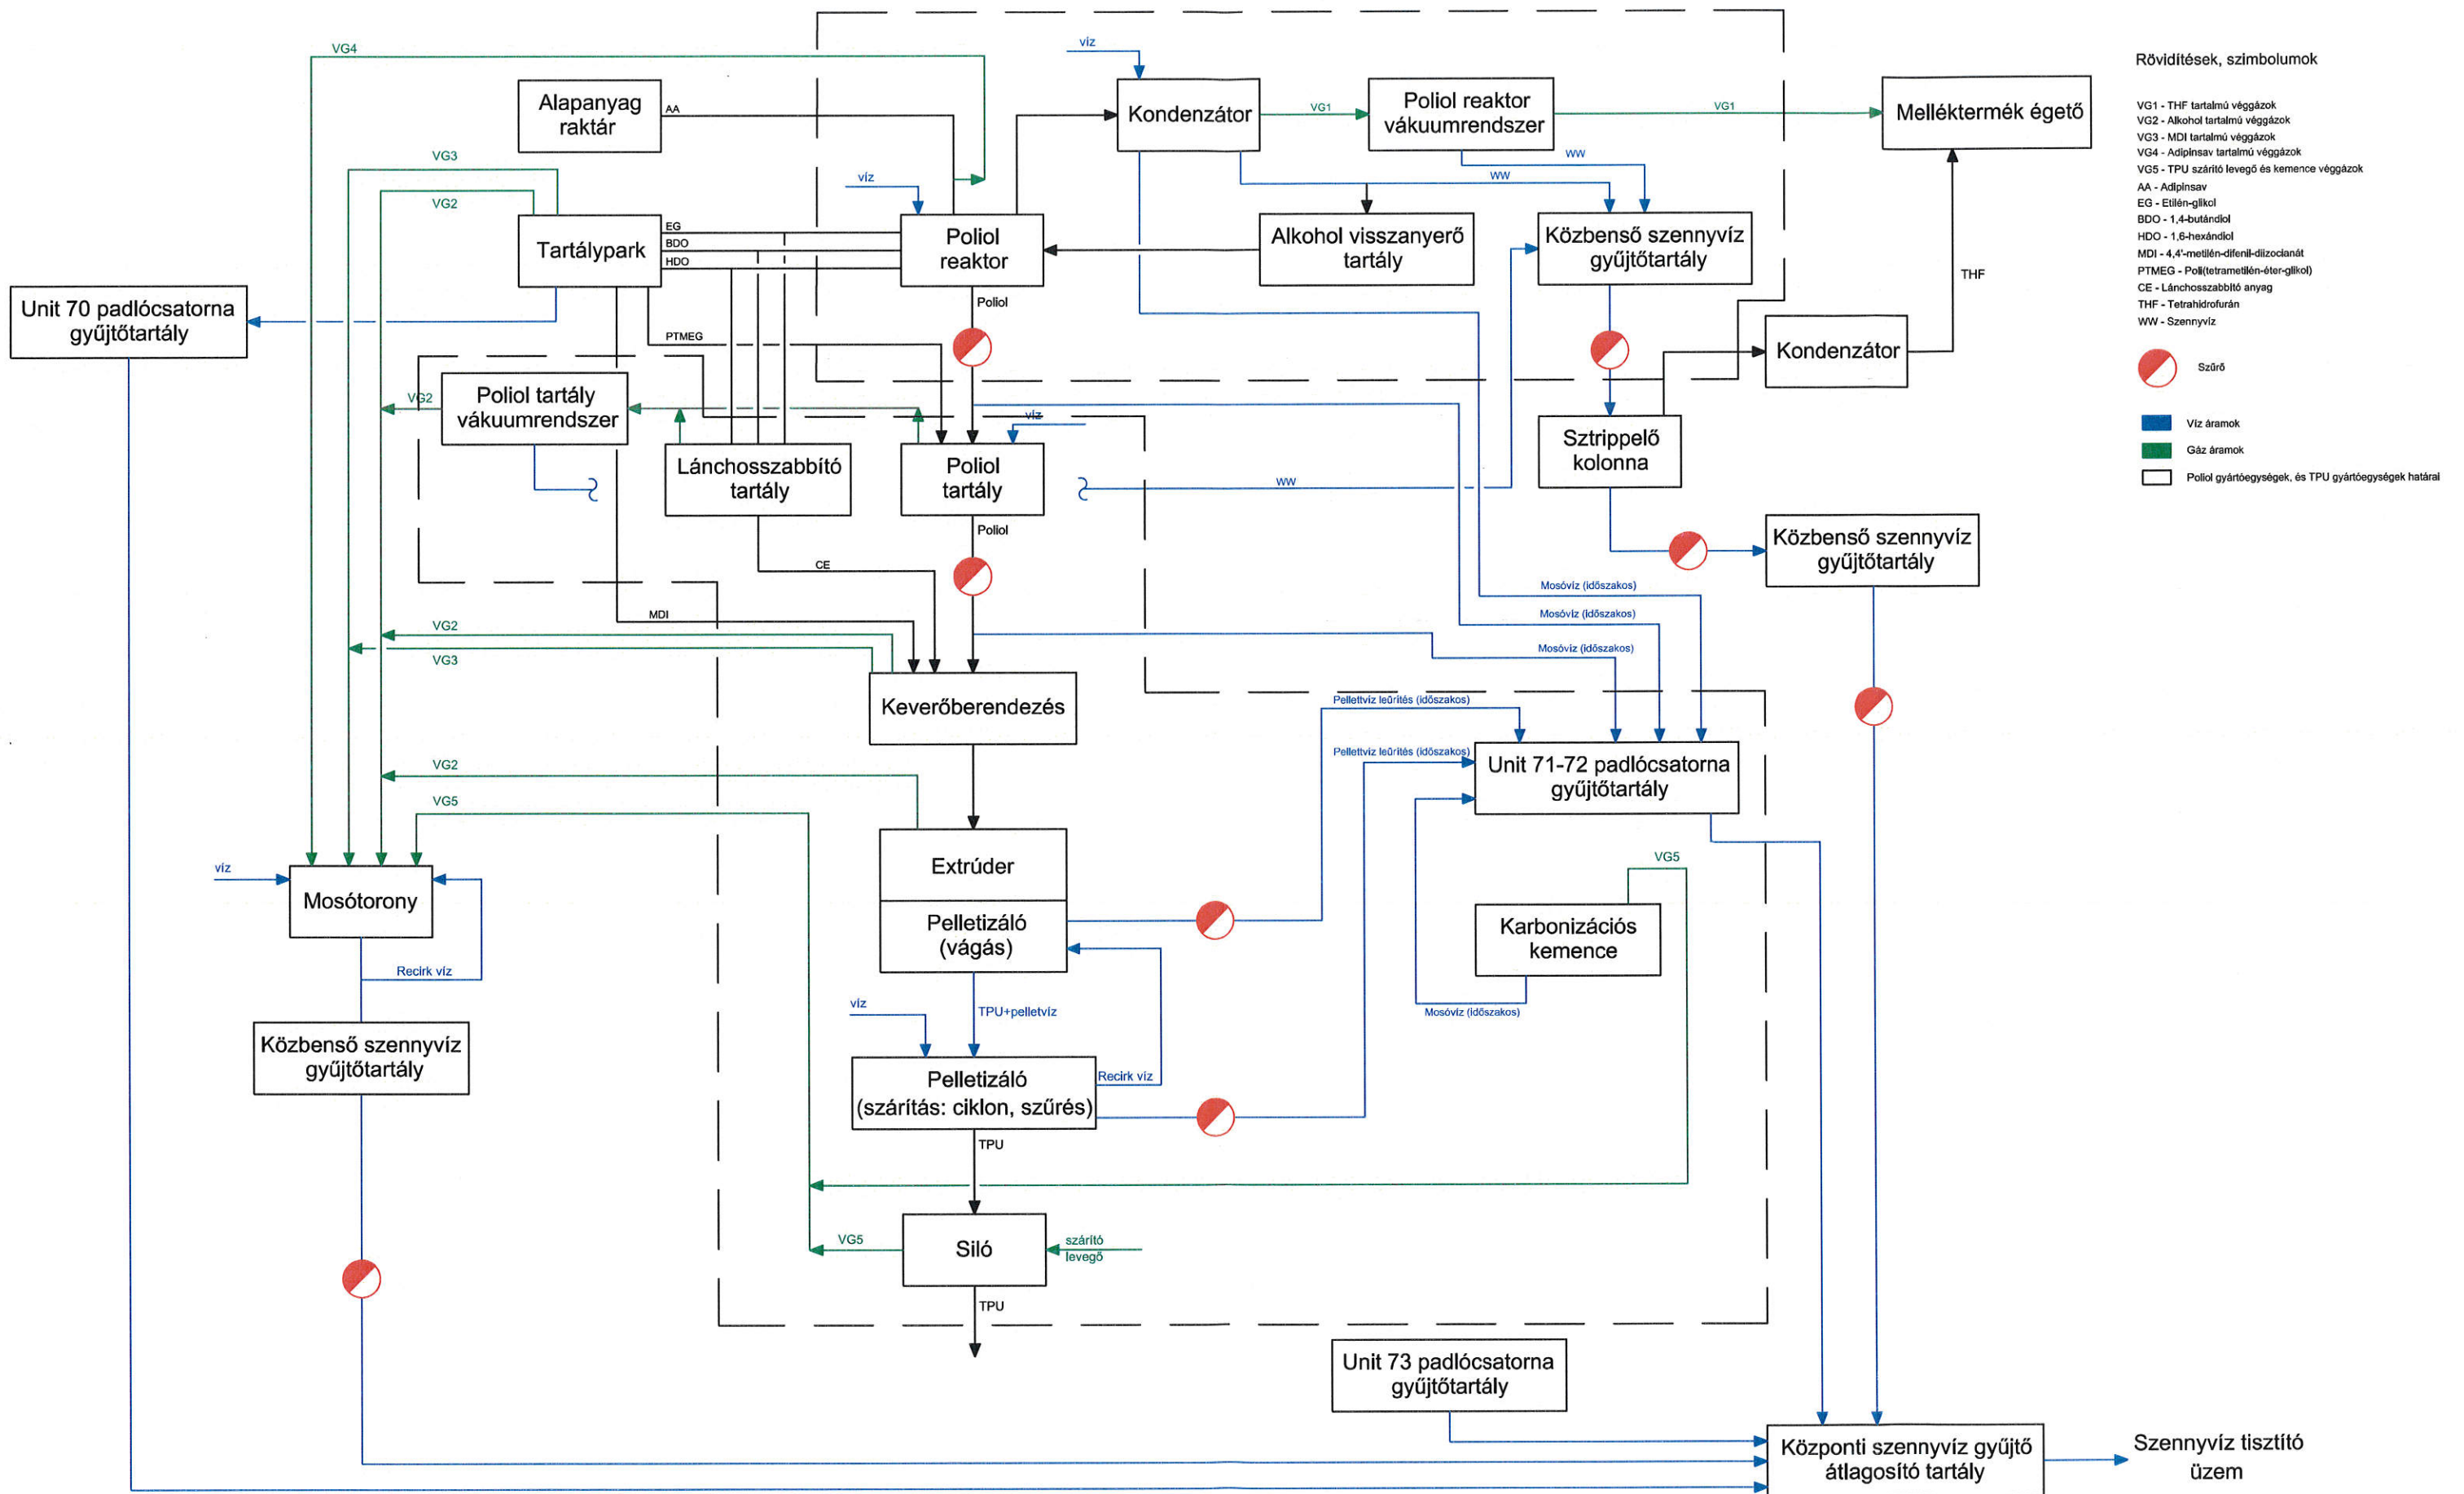 VG4
víz
Rövidítések, szimbolumok
Alapanyag
raktár
AA
Kondenzátor
VG1
Poliol reaktor
vákuumrendszer
VG1
Melléktermék égető
VG1 - THF tartalmú véggázok
VG2 - Alkohol tartalmú véggázok
VG3 - MDI tartalmú véggázok
VG4 - Adipinsav tartalmú véggázok
VG5 - TPU szárító levegő és kemence véggázok
AA - Adipinsav
EG - Etilén-glikol
BDO - 1,4-butándiol
HDO - 1,6-hexándiol
MDI - 4,4'-metilén-difenil-diizocianát
PTMEG - Poli(tetrametilén-éter-glikol)
CE - Lánchosszabbító anyag
THF - Tetrahidrofurán
WW - Szennyvíz
Szűrő
Víz áramok
Gáz áramok
Poliol gyártóegységek, és TPU gyártóegységek határai
VG3
VG2
víz
WW
WW
Tartálypark
EG
BDO
HDO
Poliol
reaktor
Alkohol visszanyerő
tartály
Közbenső szennyvíz
gyűjtőtartály
THF
Unit 70 padlócsatorna
gyűjtőtartály
Poliol
PTMEG
Kondenzátor
VG2
Poliol tartály
vákuumrendszer
víz
Lánchosszabbító
tartály
Poliol
tartály
Sztrippelő
kolonna
WW
Poliol
Közbenső szennyvíz
gyűjtőtartály
CE
Mosóvíz (időszakos)
MDI
Mosóvíz (időszakos)
VG2
VG3
Mosóvíz (időszakos)
Keverőberendezés
Pelletvíz leürítés (időszakos)
Pelletvíz leürítés (időszakos)
Unit 71-72 padlócsatorna
gyűjtőtartály
VG2
VG5
Extrúder
VG5
víz
Mosótorony
Pelletizáló
(vágás)
Karbonizációs
kemence
Recirk víz
víz
TPU+pelletvíz
Mosóvíz (időszakos)
Közbenső szennyvíz
gyűjtőtartály
Pelletizáló
(szárítás: ciklon, szűrés)
Recirk víz
TPU
VG5
Siló
szárító
levegő
TPU
Unit 73 padlócsatorna
gyűjtőtartály
Központi szennyvíz gyűjtő
átlagosító tartály
Szennyvíz tisztító
üzem